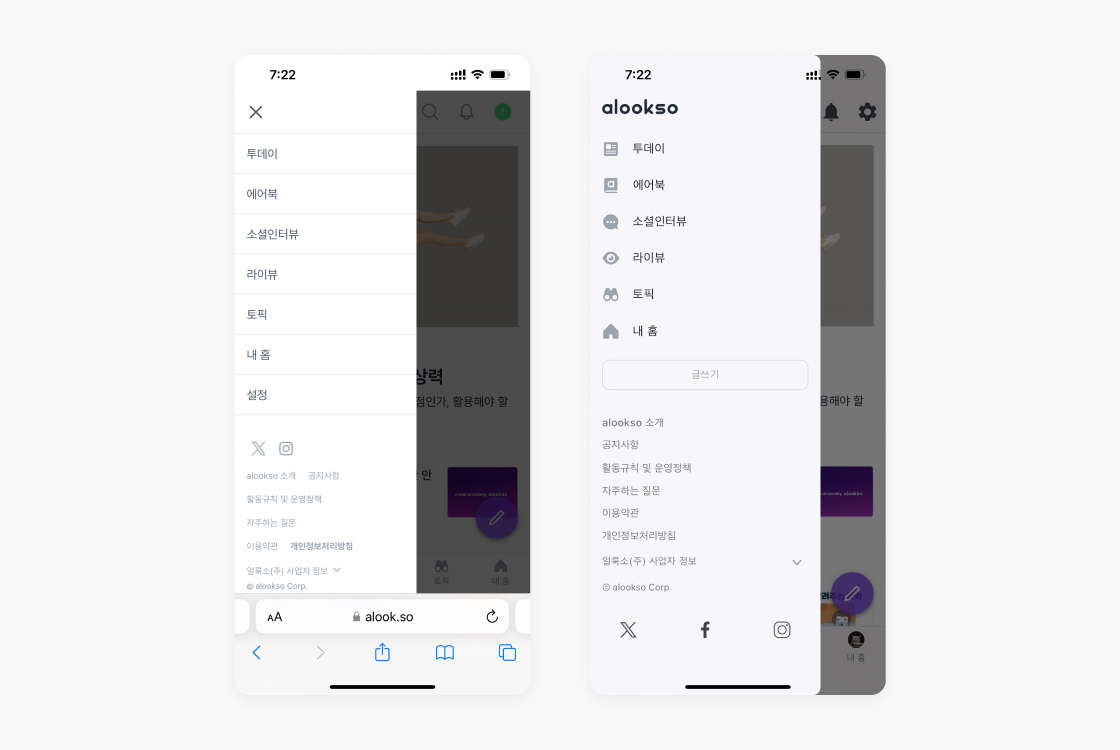 7:22
투데이
에어북
소셜인터뷰
라이뷰
토픽
내 홈
설정
상력
점인가, 활용해야 할
안
alookso 소개 공지사항
활동규칙 및 운영정책
자주하는 질문
이용약관 개인정보처리방침
얼룩소(주) 사업자 정보
© alookso Corp.
토픽 내 홈
AA alook.so
7:22
alookso
투데이
에어북
소셜인터뷰
라이뷰
토픽
내 홈
글쓰기
용해야 할
alookso 소개
공지사항
활동규칙 및 운영정책
자주하는 질문
이용약관
개인정보처리방침
얼룩소(주) 사업자 정보
© alookso Corp.
내 홈